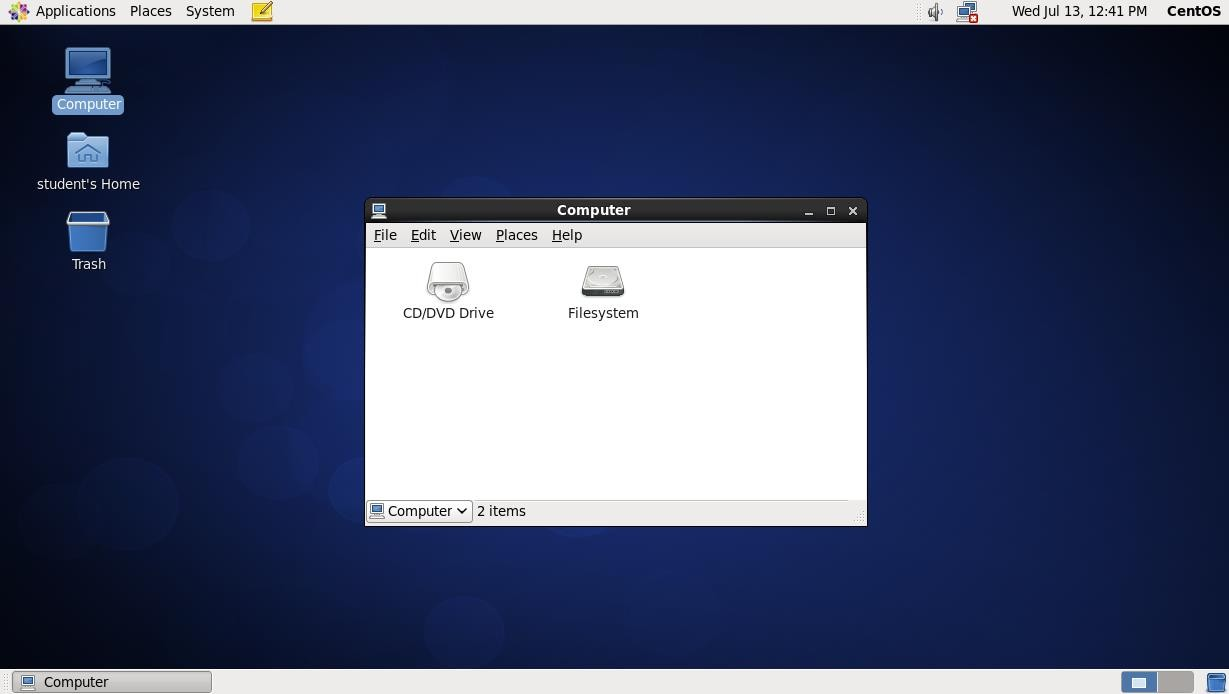 Applications Places System
Wed Jul 13, 12:41 PM CentOS
Computer
student's Home
Trash
Computer
File Edit View Places Help
CD/DVD Drive Filesystem
Computer 2 items
Computer